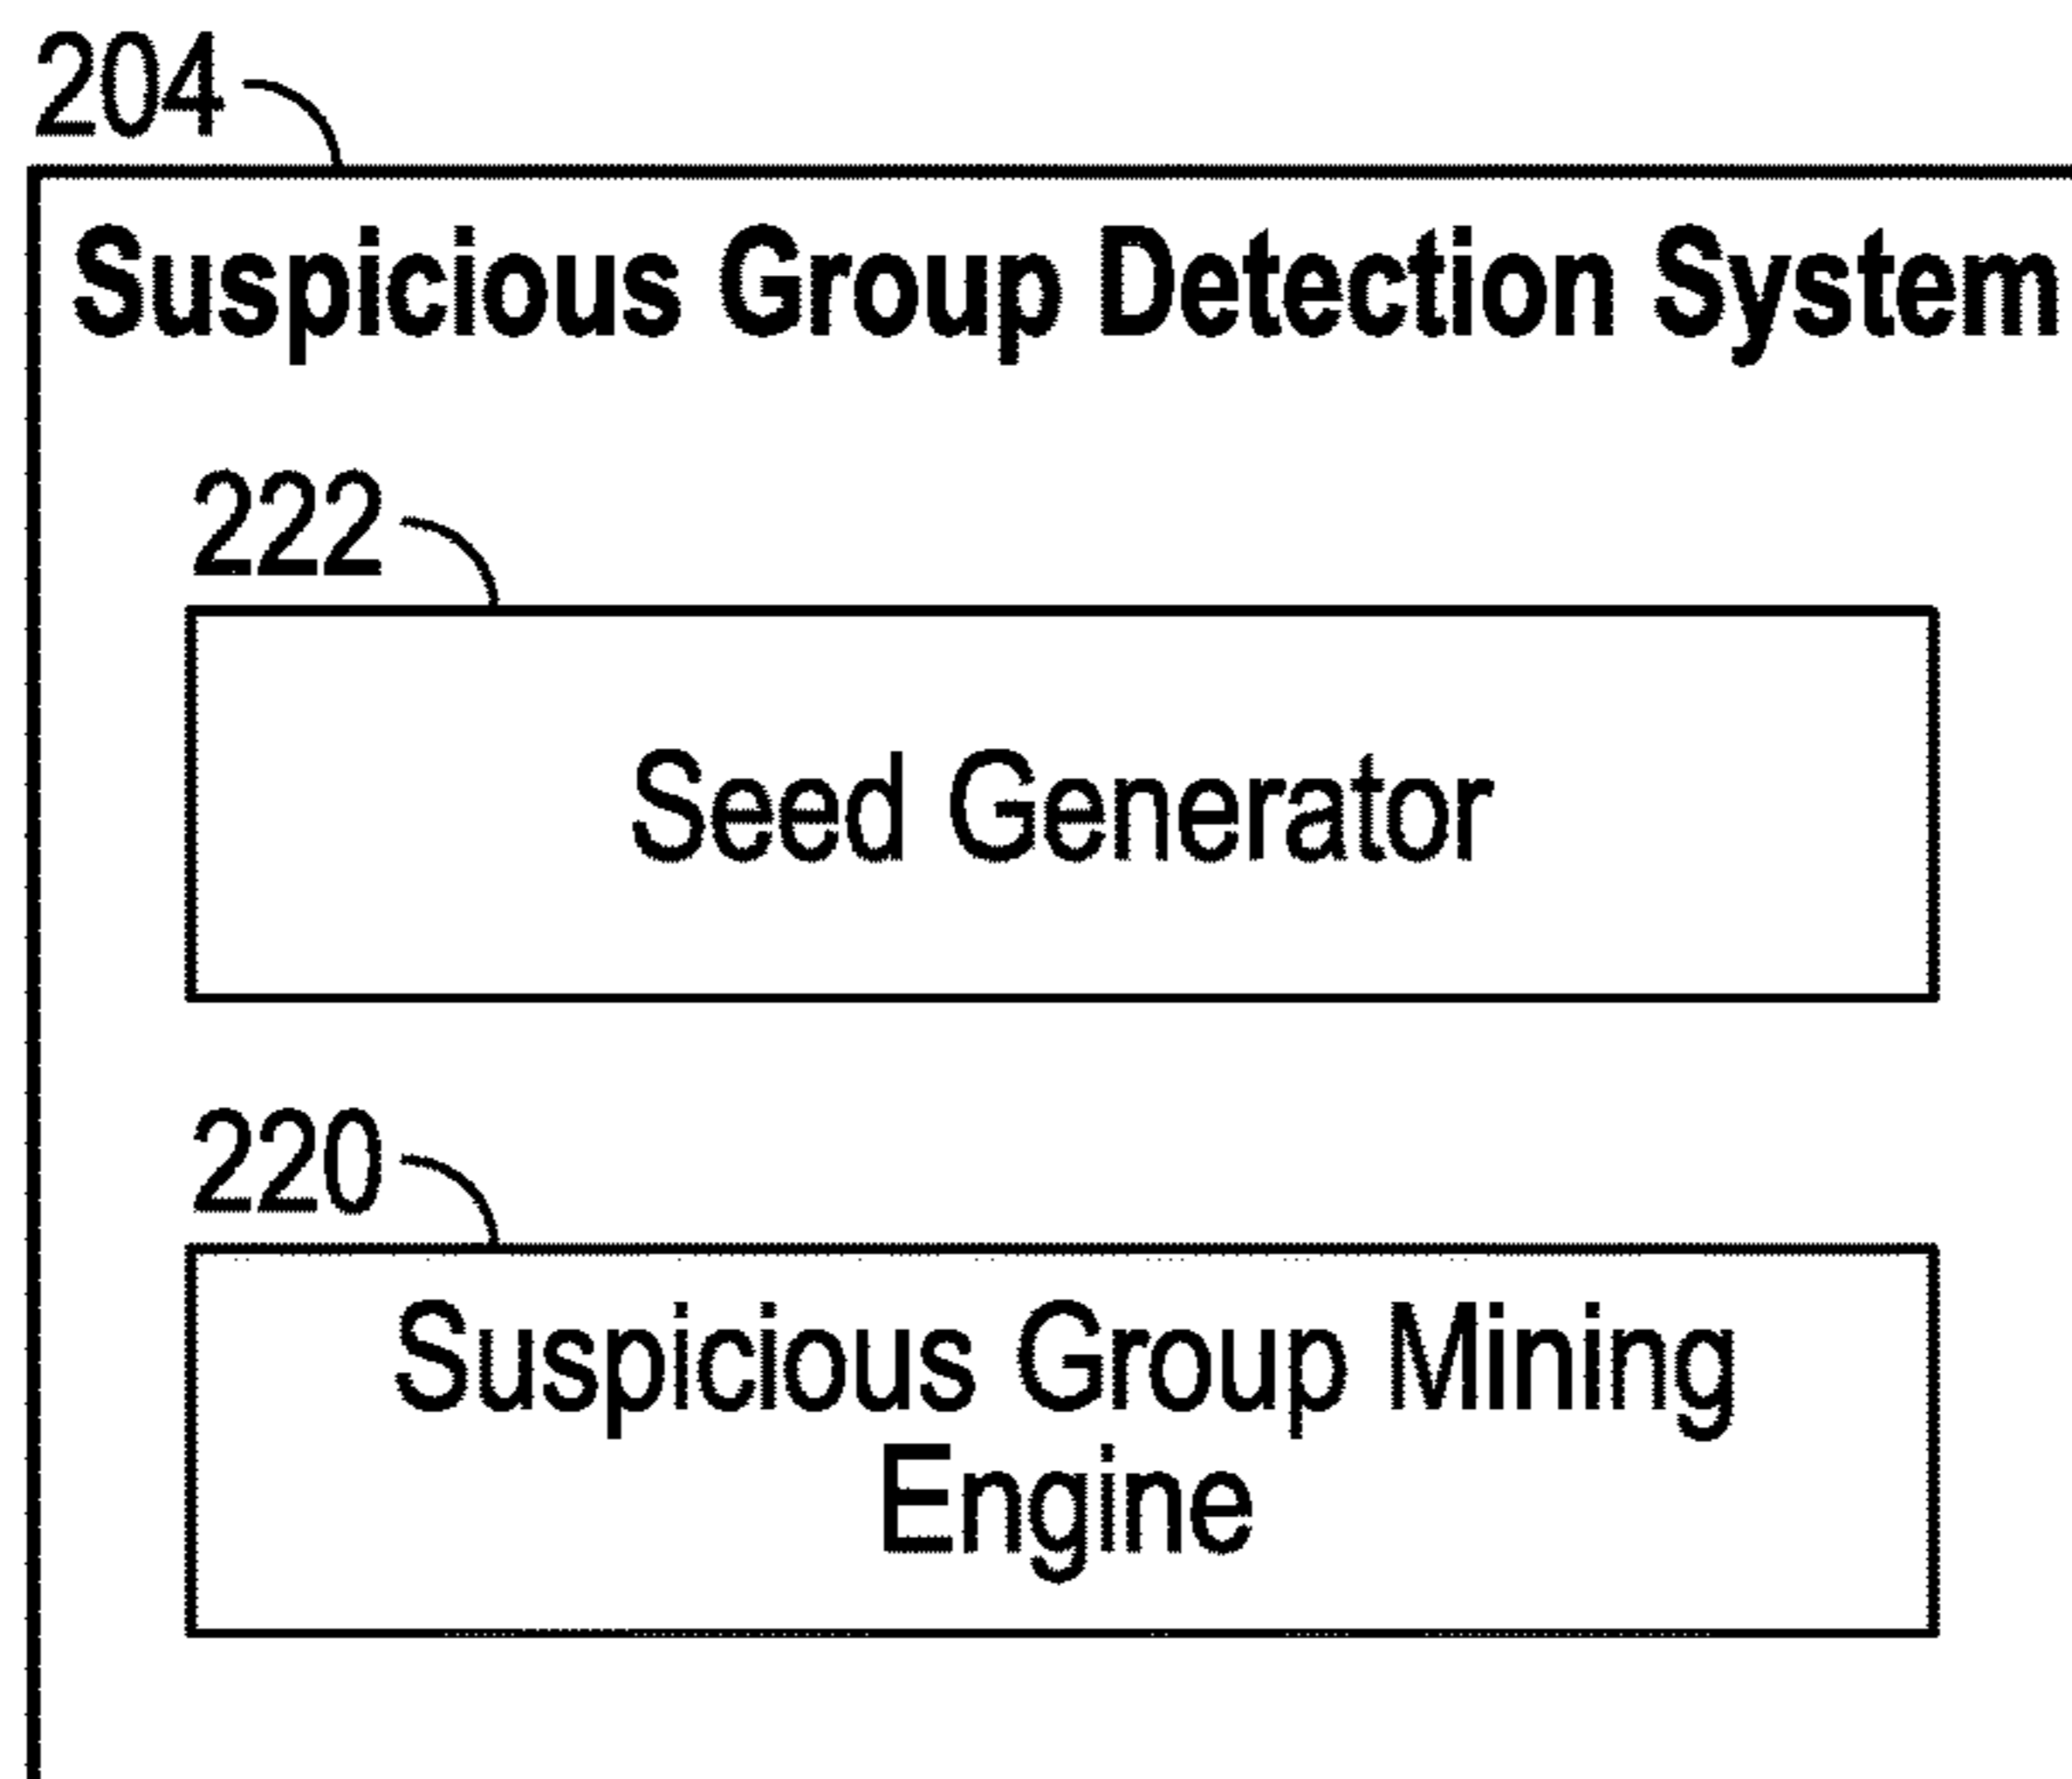 204
Suspicious Group Detection System
222
Seed Generator
220
Suspicious Group Mining
Engine